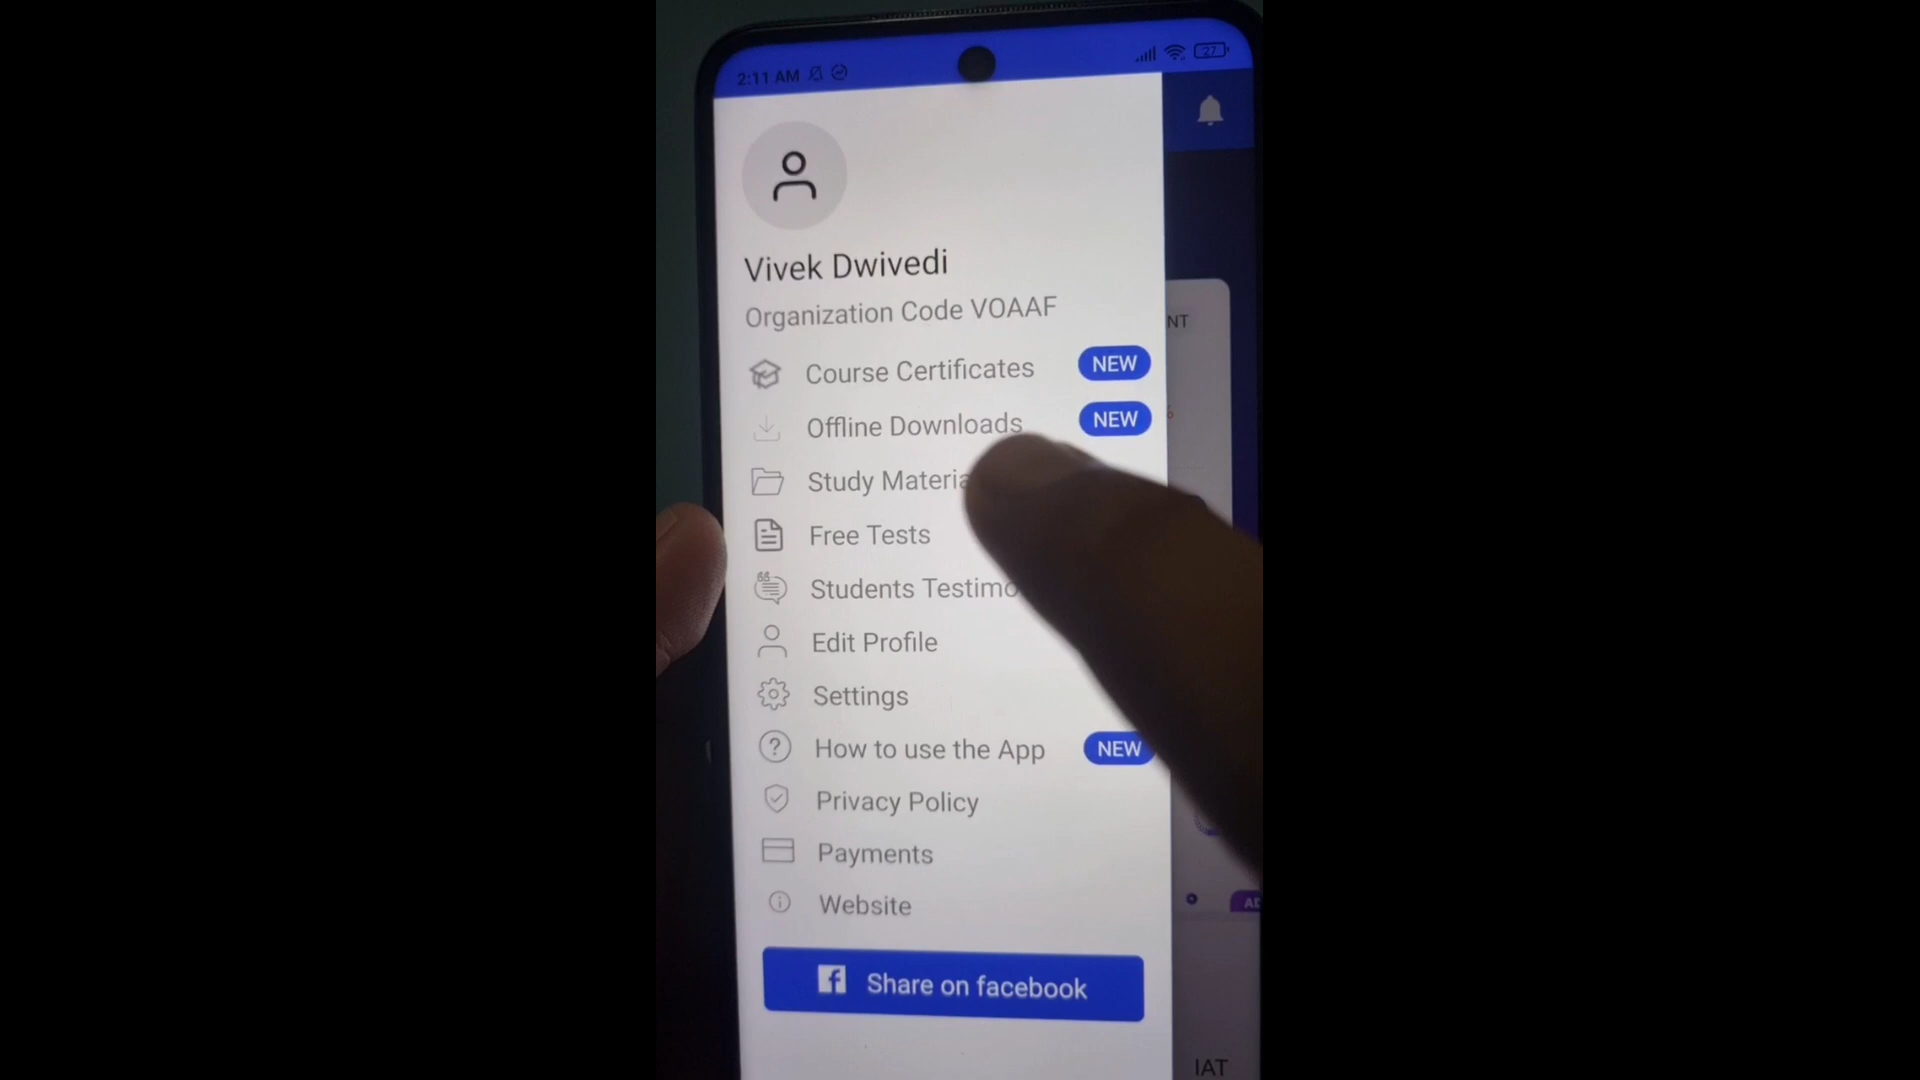 2:11 AM
27
Vivek Dwivedi
Organization Code VOAAF
Course Certificates NEW
Offline Downloads NEW
Study Materia
Free Tests
Students Testimo
Edit Profile
Settings
How to use the App NEW
Privacy Policy
Payments
Website
Share on facebook
NT
IAT